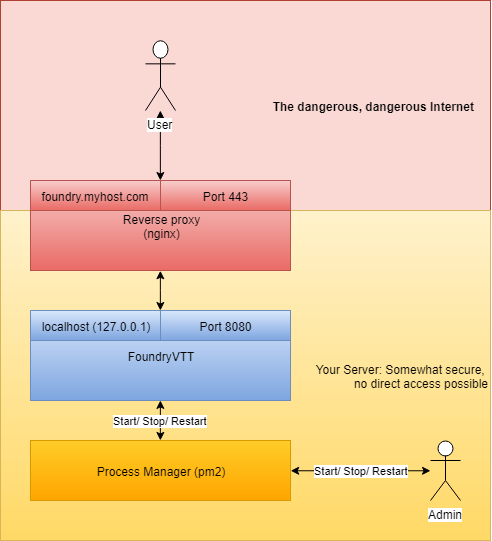 The dangerous, dangerous Internet
User
foundry.myhost.com
Port 443
Reverse proxy
(nginx)
localhost (127.0.0.1)
Port 8080
FoundryVTT
Your Server: Somewhat secure,
no direct access possible
Start/ Stop/ Restart
Process Manager (pm2)
Start/ Stop/ Restart
Admin